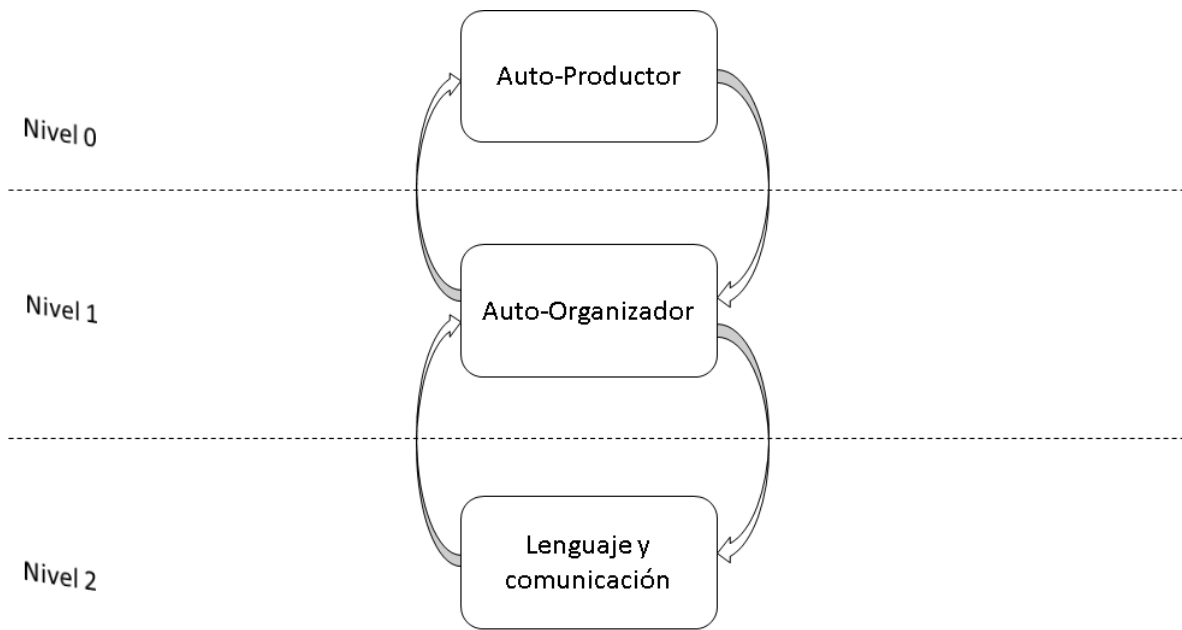 Auto-Productor
Nivel 0
Nivel 1
Auto-Organizador
Lenguaje y
comunicación
Nivel 2